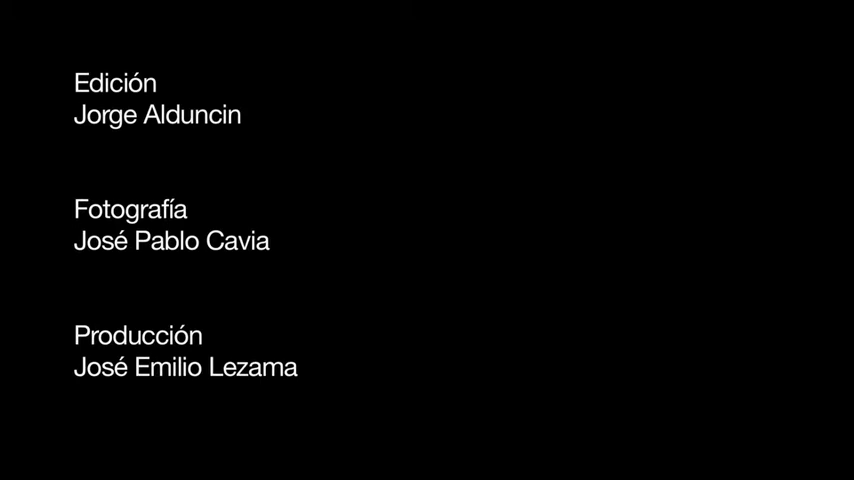 Edición
Jorge Alduncin
Fotografía
José Pablo Cavia
Producción
José Emilio Lezama